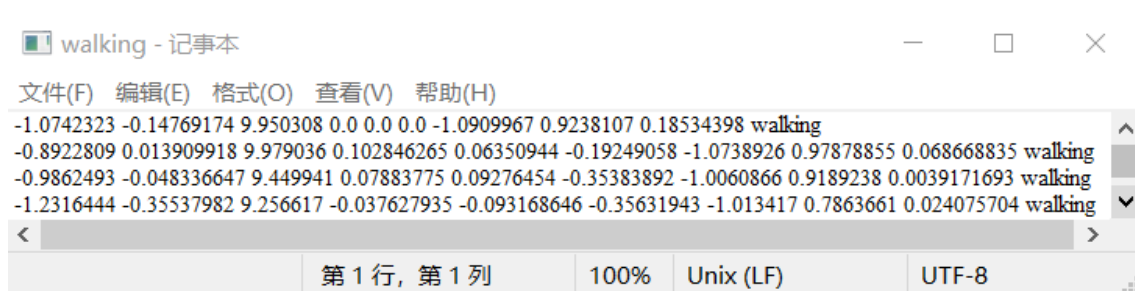 walking - 记事本
文件(F) 编辑(E) 格式(O) 查看(V) 帮助(H)
-1.0742323 -0.14769174 9.950308 0.0 0.0 0.0 -1.0909967 0.9238107 0.18534398 walking
-0.8922809 0.013909918 9.979036 0.102846265 0.06350944 -0.19249058 -1.0738926 0.97878855 0.068668835 walking
-0.9862493 -0.048336647 9.449941 0.07883775 0.09276454 -0.35383892 -1.0060866 0.9189238 0.0039171693 walking
-1.2316444 -0.35537982 9.256617 -0.037627935 -0.093168646 -0.35631943 -1.013417 0.7863661 0.024075704 walking
第 1 行，第 1 列 100% Unix (LF) UTF-8